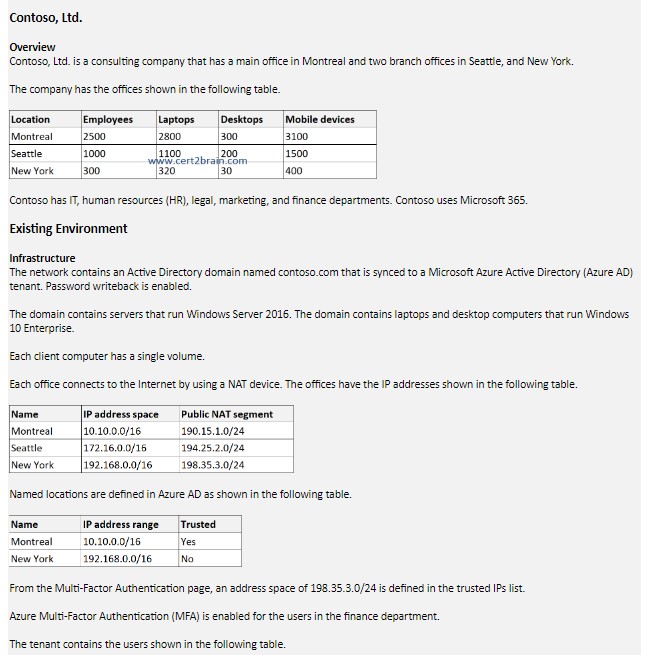 Contoso, Ltd.
Overview
Contoso, Ltd. is a consulting company that has a main office in Montreal and two branch offices in Seattle, and New York.
The company has the offices shown in the following table.
Location Employees Laptops Desktops Mobile devices
Montreal 2500 2800 300 3100
Seattle 1000 1100 200 1500
www.cert2brain.com
New York 300 320 30 400
Contoso has IT, human resources (HR), legal, marketing, and finance departments. Contoso uses Microsoft 365.
Existing Environment
Infrastructure
The network contains an Active Directory domain named contoso.com that is synced to a Microsoft Azure Active Directory (Azure AD)
tenant. Password writeback is enabled.
The domain contains servers that run Windows Server 2016. The domain contains laptops and desktop computers that run Windows
10 Enterprise.
Each client computer has a single volume.
Each office connects to the Internet by using a NAT device. The offices have the IP addresses shown in the following table.
Name IP address space Public NAT segment
Montreal 10.10.0.0/16 190.15.1.0/24
Seattle 172.16.0.0/16 194.25.2.0/24
New York 192.168.0.0/16 198.35.3.0/24
Named locations are defined in Azure AD as shown in the following table.
Name IP address range Trusted
Montreal 10.10.0.0/16 Yes
New York 192.168.0.0/16 No
From the Multi-Factor Authentication page, an address space of 198.35.3.0/24 is defined in the trusted IPs list.
Azure Multi-Factor Authentication (MFA) is enabled for the users in the finance department.
The tenant contains the users shown in the following table.